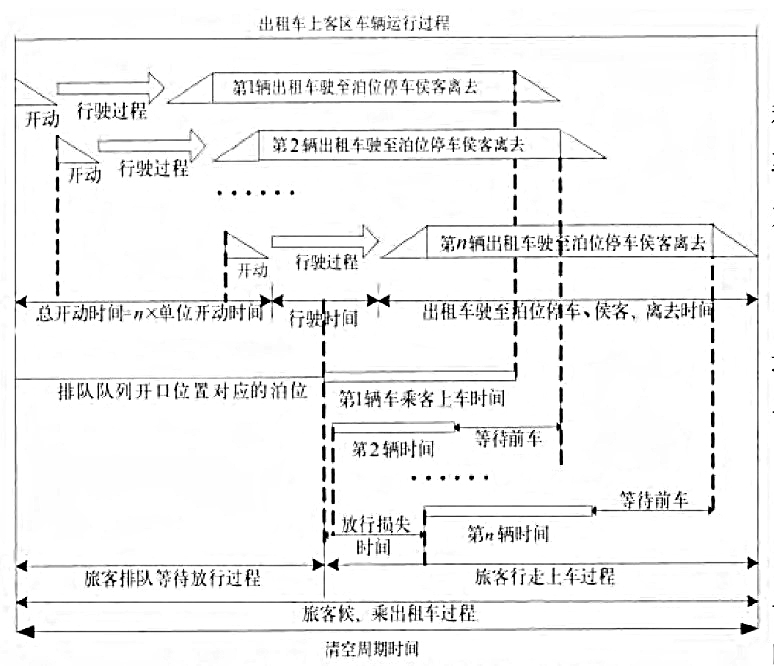 出租车上客区车辆运行过程
第1辆出租车驶至泊位停车侯客离去
开动
行驶过程
第2辆出租车驶至泊位停车侯客离去
开动
行驶过程
······
第n辆出租车驶至泊位停车侯客离去
开动
行驶过程
总开动时间=n×单位开动时间
行驶时间
出租车驶至泊位停车、侯客、离去时间
排队队列开口位置对应的泊位
第1辆车乘客上车时间
第2辆时间
等待前车
······
等待前车
放行损失
时间
第n辆时间
旅客排队等待放行过程
旅客行走上车过程
旅客候、乘出租车过程
清空周期时间